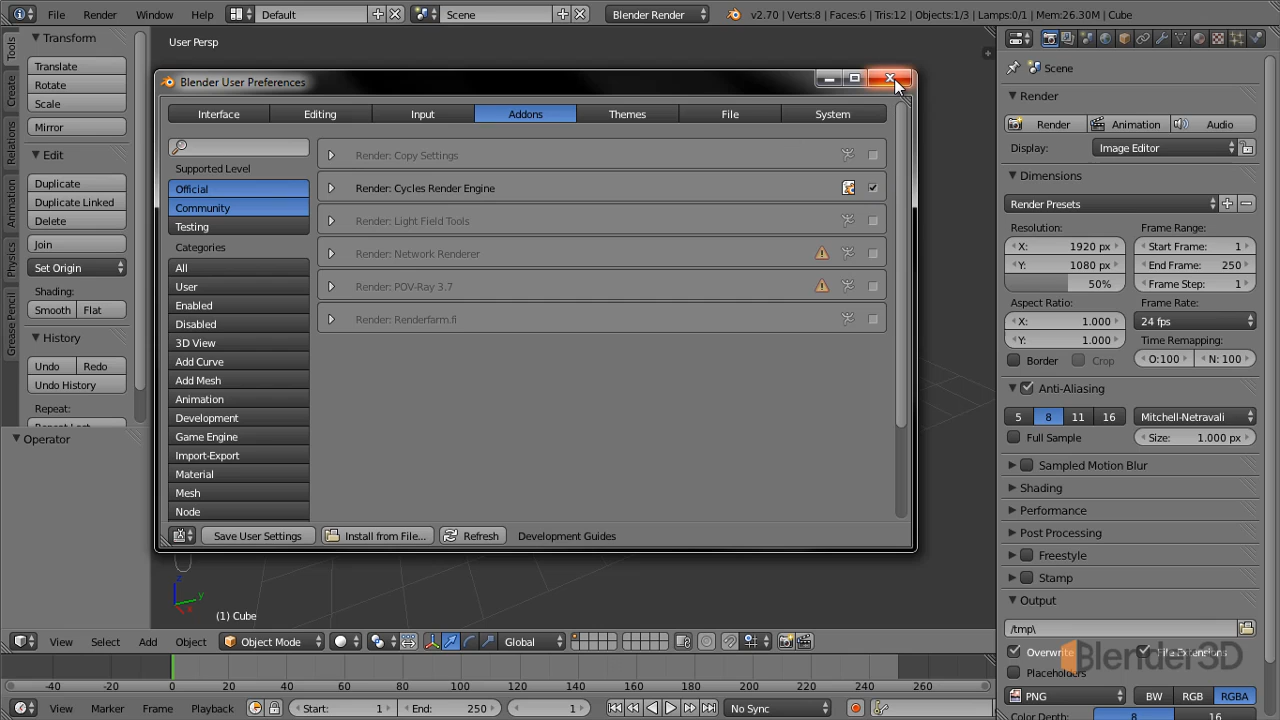 File Render Window Help Default Scene Blender Render v2.70 | Verts:8 | Faces:6 | Tris:12 | Objects:1/3 | Lamps:0/1 | Mem:26.30M | Cube
Tools
Create
Relations
Animation
Physics
Grease Pencil
Transform
Translate
Rotate
Scale
Mirror
Edit
Duplicate
Duplicate Linked
Delete
Join
Set Origin
Shading:
Smooth Flat
History
Undo Redo
Undo History
Repeat:
Repeat Last
Operator
User Persp
Blender User Preferences
Interface Editing Input Addons Themes File System
Supported Level
Official
Community
Testing
Categories
All
User
Enabled
Disabled
3D View
Add Curve
Add Mesh
Animation
Development
Game Engine
Import-Export
Material
Mesh
Node
Render: Copy Settings
Render: Cycles Render Engine
Render: Light Field Tools
Render: Network Renderer
Render: POV-Ray 3.7
Render: Renderfarm.fi
Save User Settings Install from File... Refresh Development Guides
z
y
x
(1) Cube
View Select Add Object Object Mode Global
-40 -20 0 20 40 60 80 100 120 140 160 180 200 220 240 260
View Marker Frame Playback Start: 1 End: 250 1 No Sync
Scene
Render
Render Animation Audio
Display: Image Editor
Dimensions
Render Presets
Resolution: Frame Range:
X: 1920 px Start Frame: 1
Y: 1080 px End Frame: 250
50% Frame Step: 1
Aspect Ratio: Frame Rate:
X: 1.000 24 fps
Y: 1.000 Time Remapping:
Border Crop O:100 N: 100
Anti-Aliasing
5 8 11 16 Mitchell-Netravali
Full Sample Size: 1.000 px
Sampled Motion Blur
Shading
Performance
Post Processing
Freestyle
Stamp
Output
/tmp\
Overwrite File Extensions
Placeholders
PNG BW RGB RGBA
Color Depth: 8 16
Blender3D